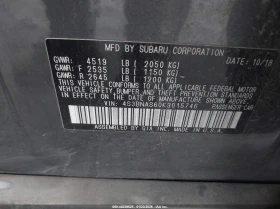 MFD BY SUBARU CORPORATION 10/18
GVWR: 4519 LB ( 2050 KG)
GAWR: F 2535 LB ( 1150 KG)
GAWR: R 2645 LB ( 1200 KG)
THIS VEHICLE CONFORMS TO ALL APPLICABLE
FEDERAL MOTOR VEHICLE SAFETY, BUMPER, AND
THEFT PREVENTION STANDARDS IN EFFECT ON
THE DATE OF MANUFACTURE SHOWN ABOVE.
VIN: 4S3BNAS60K3015746
PASSENGER CAR
ASSEMBLED BY SIA, INC.
MADE IN U.S.A.